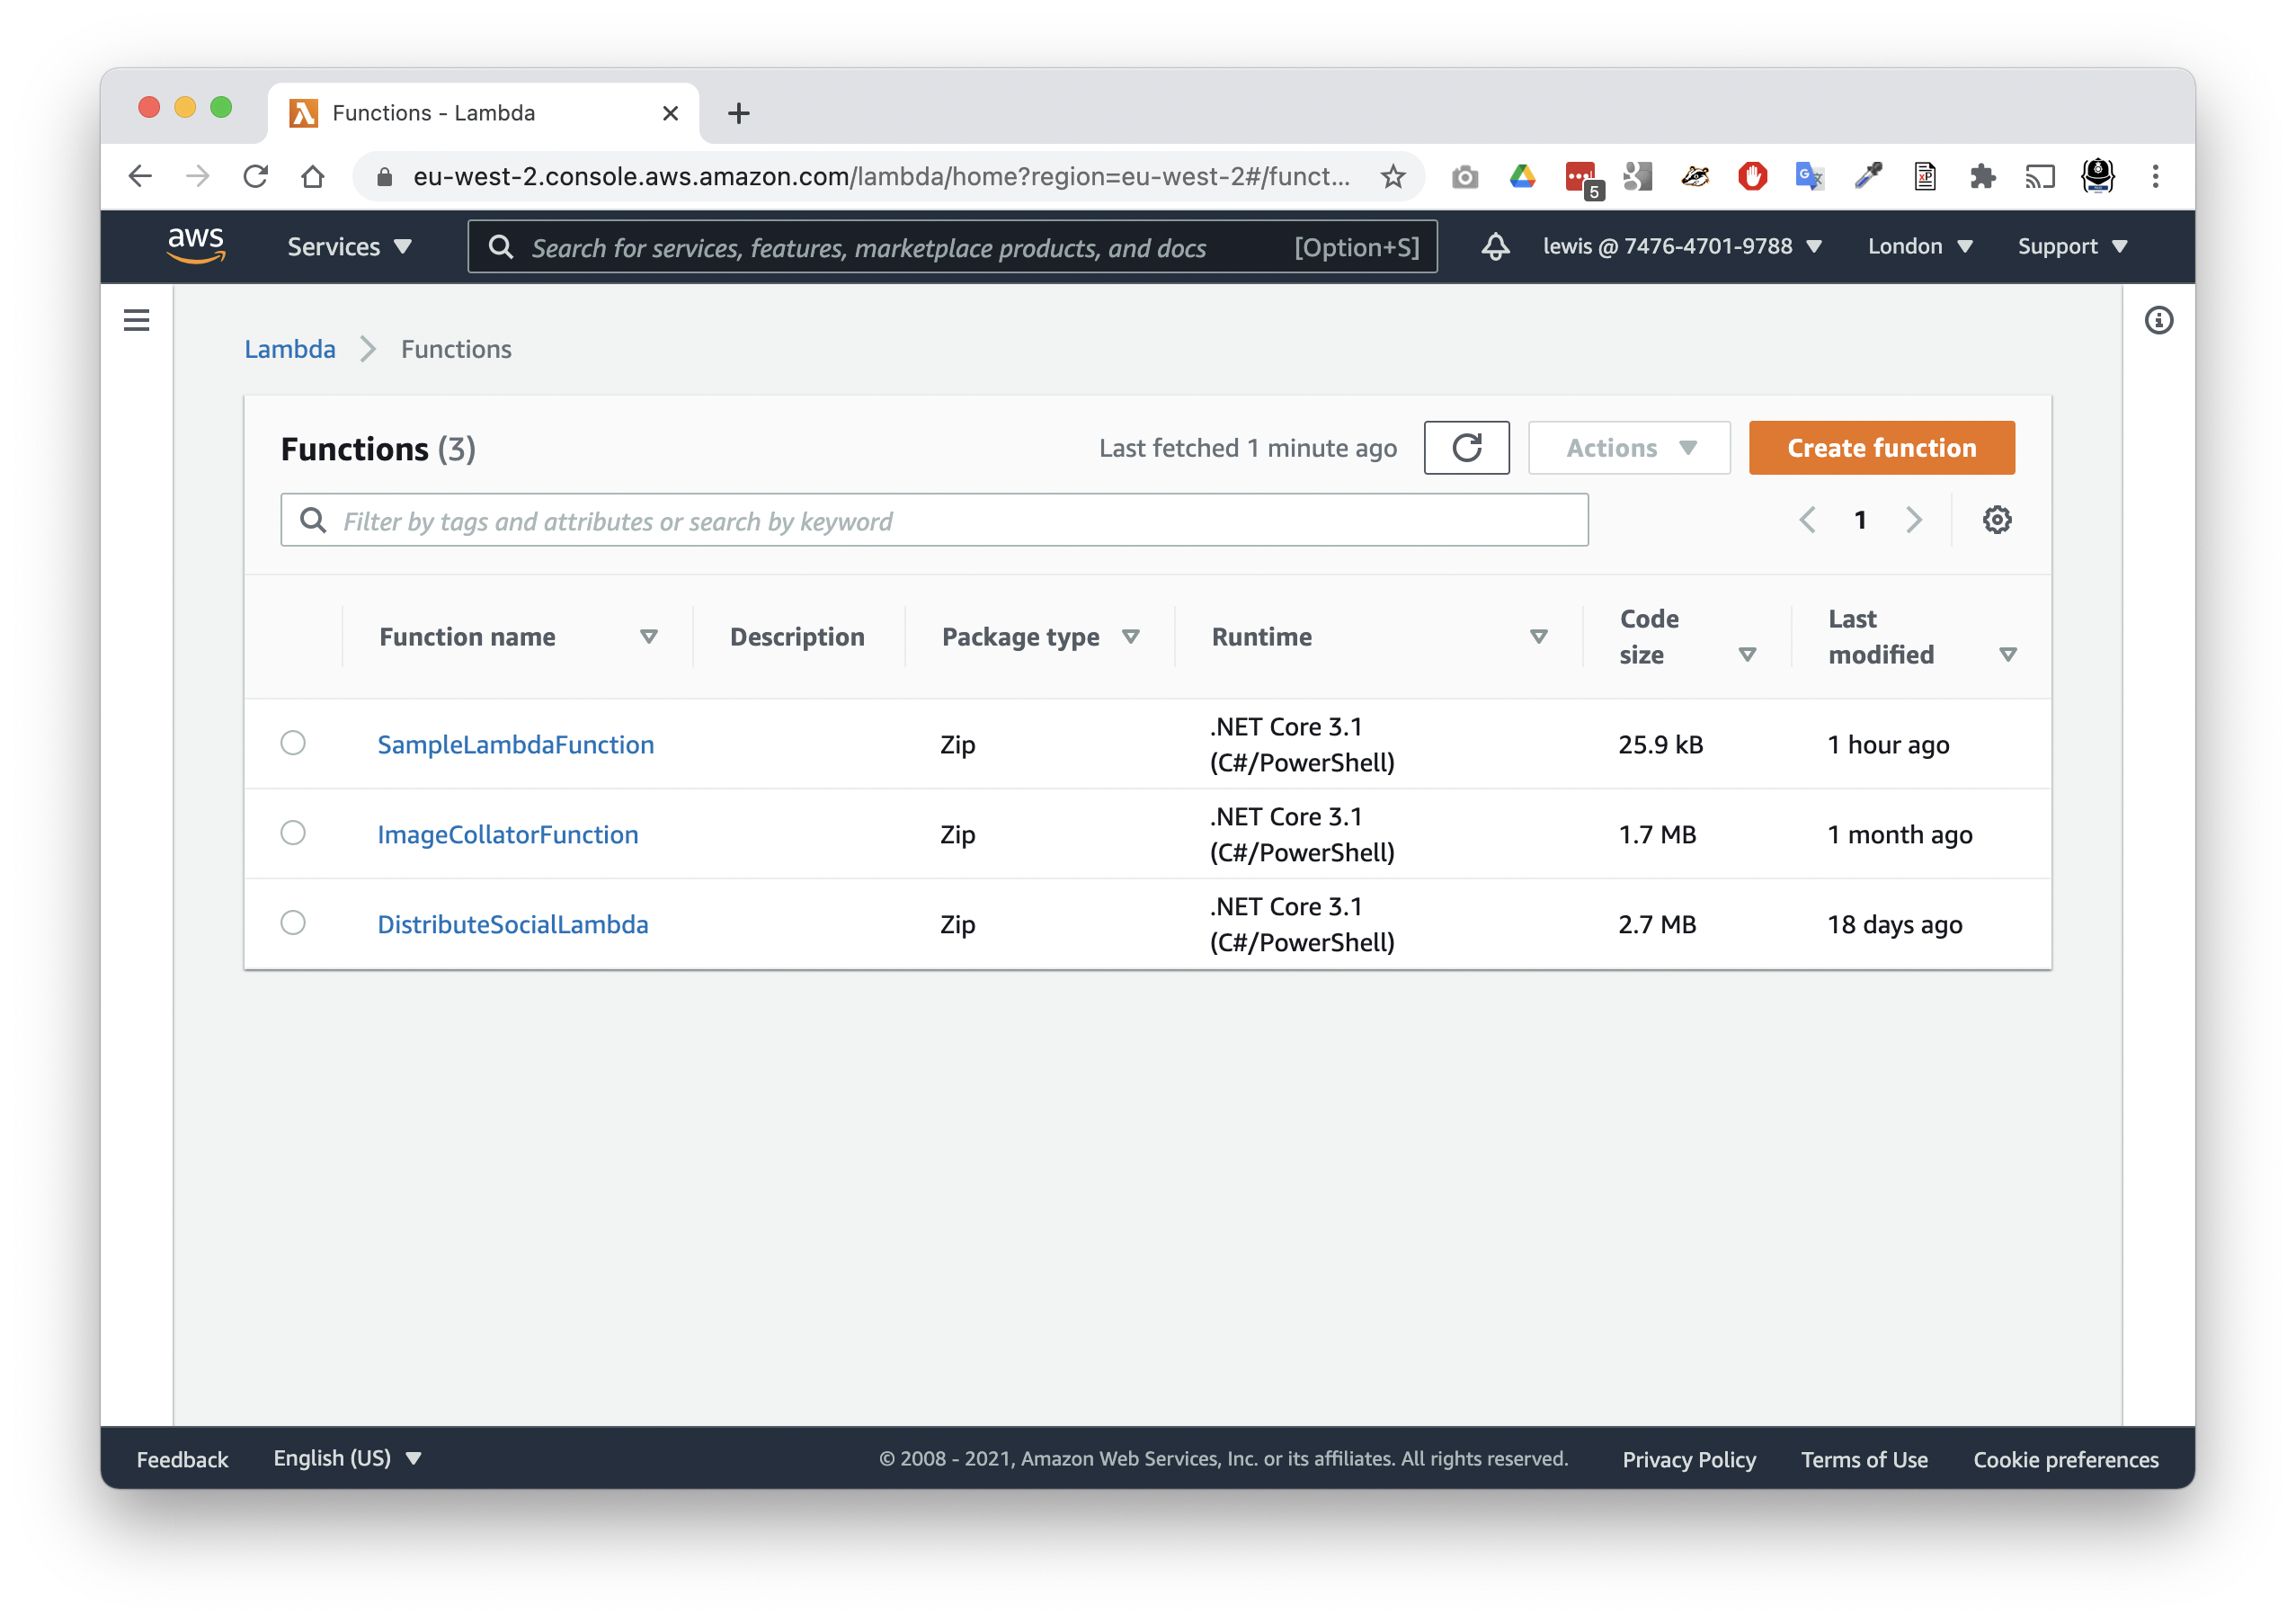 Functions - Lambda
eu-west-2.console.aws.amazon.com/lambda/home?region=eu-west-2#/funct...
5
aws
Services
Search for services, features, marketplace products, and docs [Option+S]
lewis @ 7476-4701-9788
London
Support
Lambda > Functions
Functions (3)
Last fetched 1 minute ago
Actions
Create function
Filter by tags and attributes or search by keyword
1
Function name
Description
Package type
Runtime
Code size
Last modified
SampleLambdaFunction
Zip
.NET Core 3.1
(C#/PowerShell)
25.9 kB
1 hour ago
ImageCollatorFunction
Zip
.NET Core 3.1
(C#/PowerShell)
1.7 MB
1 month ago
DistributeSocialLambda
Zip
.NET Core 3.1
(C#/PowerShell)
2.7 MB
18 days ago
Feedback
English (US)
© 2008 - 2021, Amazon Web Services, Inc. or its affiliates. All rights reserved.
Privacy Policy
Terms of Use
Cookie preferences